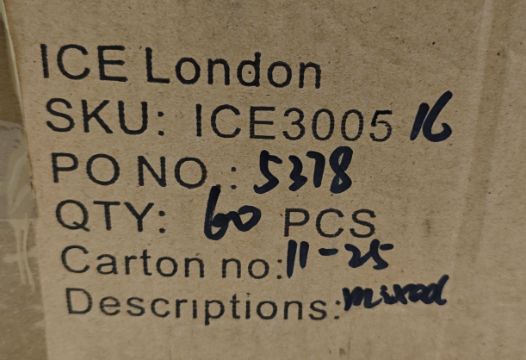 ICE London
SKU: ICE3005 16
PO NO.: 5378
QTY: 60 PCS
Carton no: 11-25
Descriptions: mixed